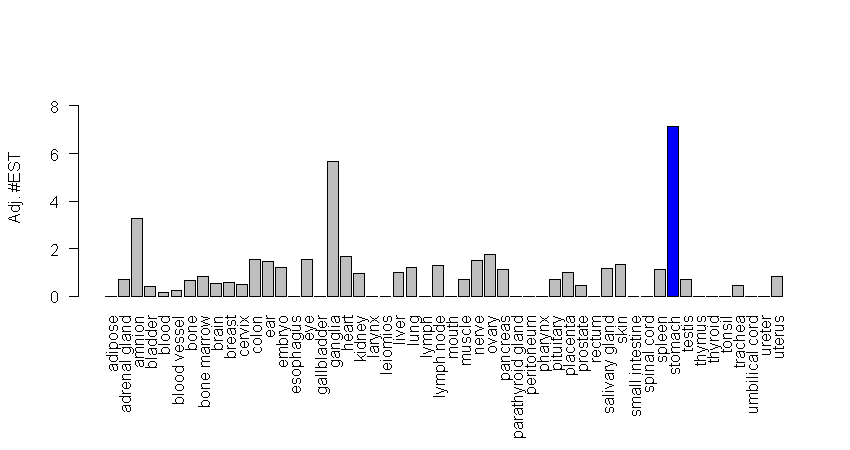 8
6
4
2
0
Adj. #EST
adipose
adrenal gland
amnion
bladder
blood
blood vessel
bone
bone marrow
brain
breast
cervix
colon
ear
embryo
esophagus
eye
gallbladder
ganglia
heart
kidney
larynx
leiomios
liver
lung
lymph
lymph node
mouth
muscle
nerve
ovary
pancreas
parathyroid gland
peritoneum
pharynx
pituitary
placenta
prostate
rectum
salivary gland
skin
small intestine
spinal cord
spleen
stomach
testis
thymus
thyroid
tonsil
trachea
umbilical cord
ureter
uterus